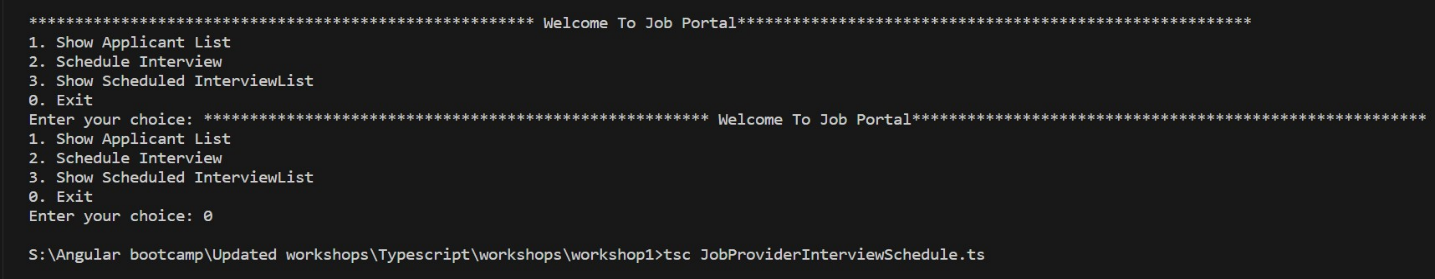 ******************************************************* Welcome To Job Portal********************************************************
1. Show Applicant List
2. Schedule Interview
3. Show Scheduled InterviewList
0. Exit
Enter your choice: ******************************************************* Welcome To Job Portal********************************************************
1. Show Applicant List
2. Schedule Interview
3. Show Scheduled InterviewList
0. Exit
Enter your choice: 0
S:\Angular bootcamp\Updated workshops\Typescript\workshops\workshop1>tsc JobProviderInterviewSchedule.ts